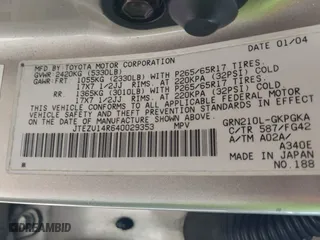 MFD.BY:TOYOTA MOTOR CORPORATION DATE 01/04
GVWR 2420KG (5330LB)
GAWR:FRT 1055KG (2330LB) WITH P265/65R17 TIRES,
17X7 1/2JJ RIMS AT 220KPA (32PSI) COLD
RR. 1365KG (3010LB) WITH P265/65R17 TIRES,
17X7 1/2JJ RIMS AT 220KPA (32PSI) COLD
THIS VEHICLE CONFORMS TO ALL APPLICABLE FEDERAL MOTOR
VEHICLE SAFETY STANDARDS IN EFFECT ON THE DATE OF
MANUFACTURE SHOWN ABOVE.
JTEZU14R640029353 MPV
GRN210L-GKPGKA
C/TR 587/FG42
A/TM A02A/
A340E
MADE IN JAPAN
NO.188